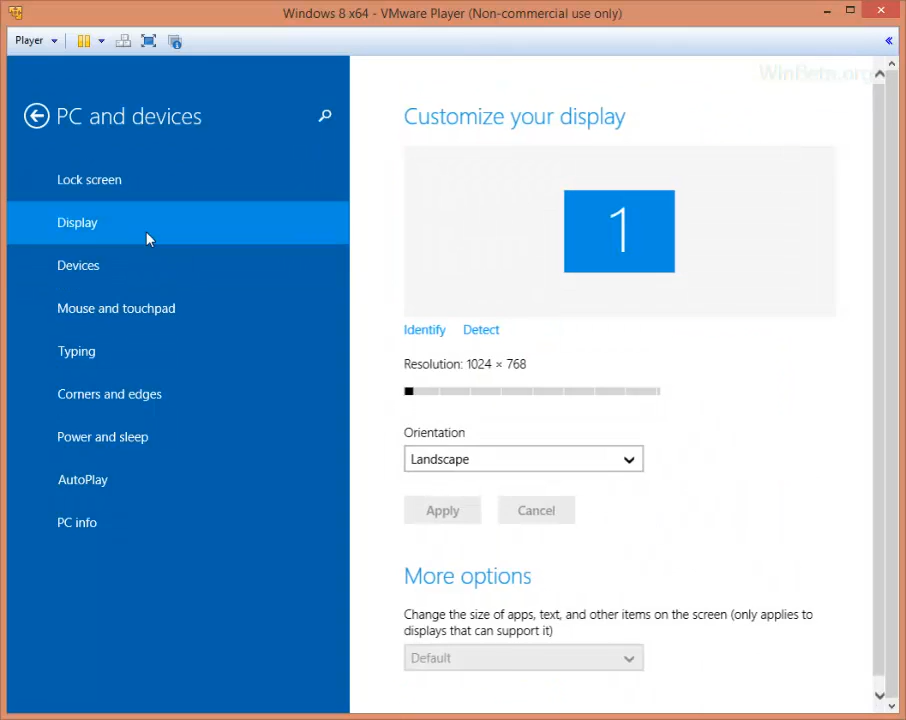 Windows 8 x64 - VMware Player (Non-commercial use only)
Player
WinBeta.org
PC and devices
Lock screen
Display
Devices
Mouse and touchpad
Typing
Corners and edges
Power and sleep
AutoPlay
PC info
Customize your display
1
Identify Detect
Resolution: 1024 × 768
Orientation
Landscape
Apply Cancel
More options
Change the size of apps, text, and other items on the screen (only applies to
displays that can support it)
Default